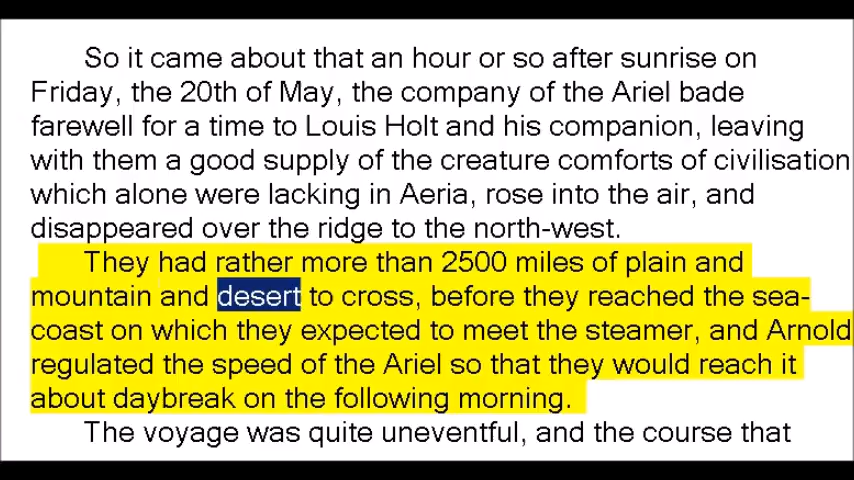 So it came about that an hour or so after sunrise on
Friday, the 20th of May, the company of the Ariel bade
farewell for a time to Louis Holt and his companion, leaving
with them a good supply of the creature comforts of civilisation
which alone were lacking in Aeria, rose into the air, and
disappeared over the ridge to the north-west.
They had rather more than 2500 miles of plain and
mountain and desert to cross, before they reached the sea-
coast on which they expected to meet the steamer, and Arnold
regulated the speed of the Ariel so that they would reach it
about daybreak on the following morning.
The voyage was quite uneventful, and the course that